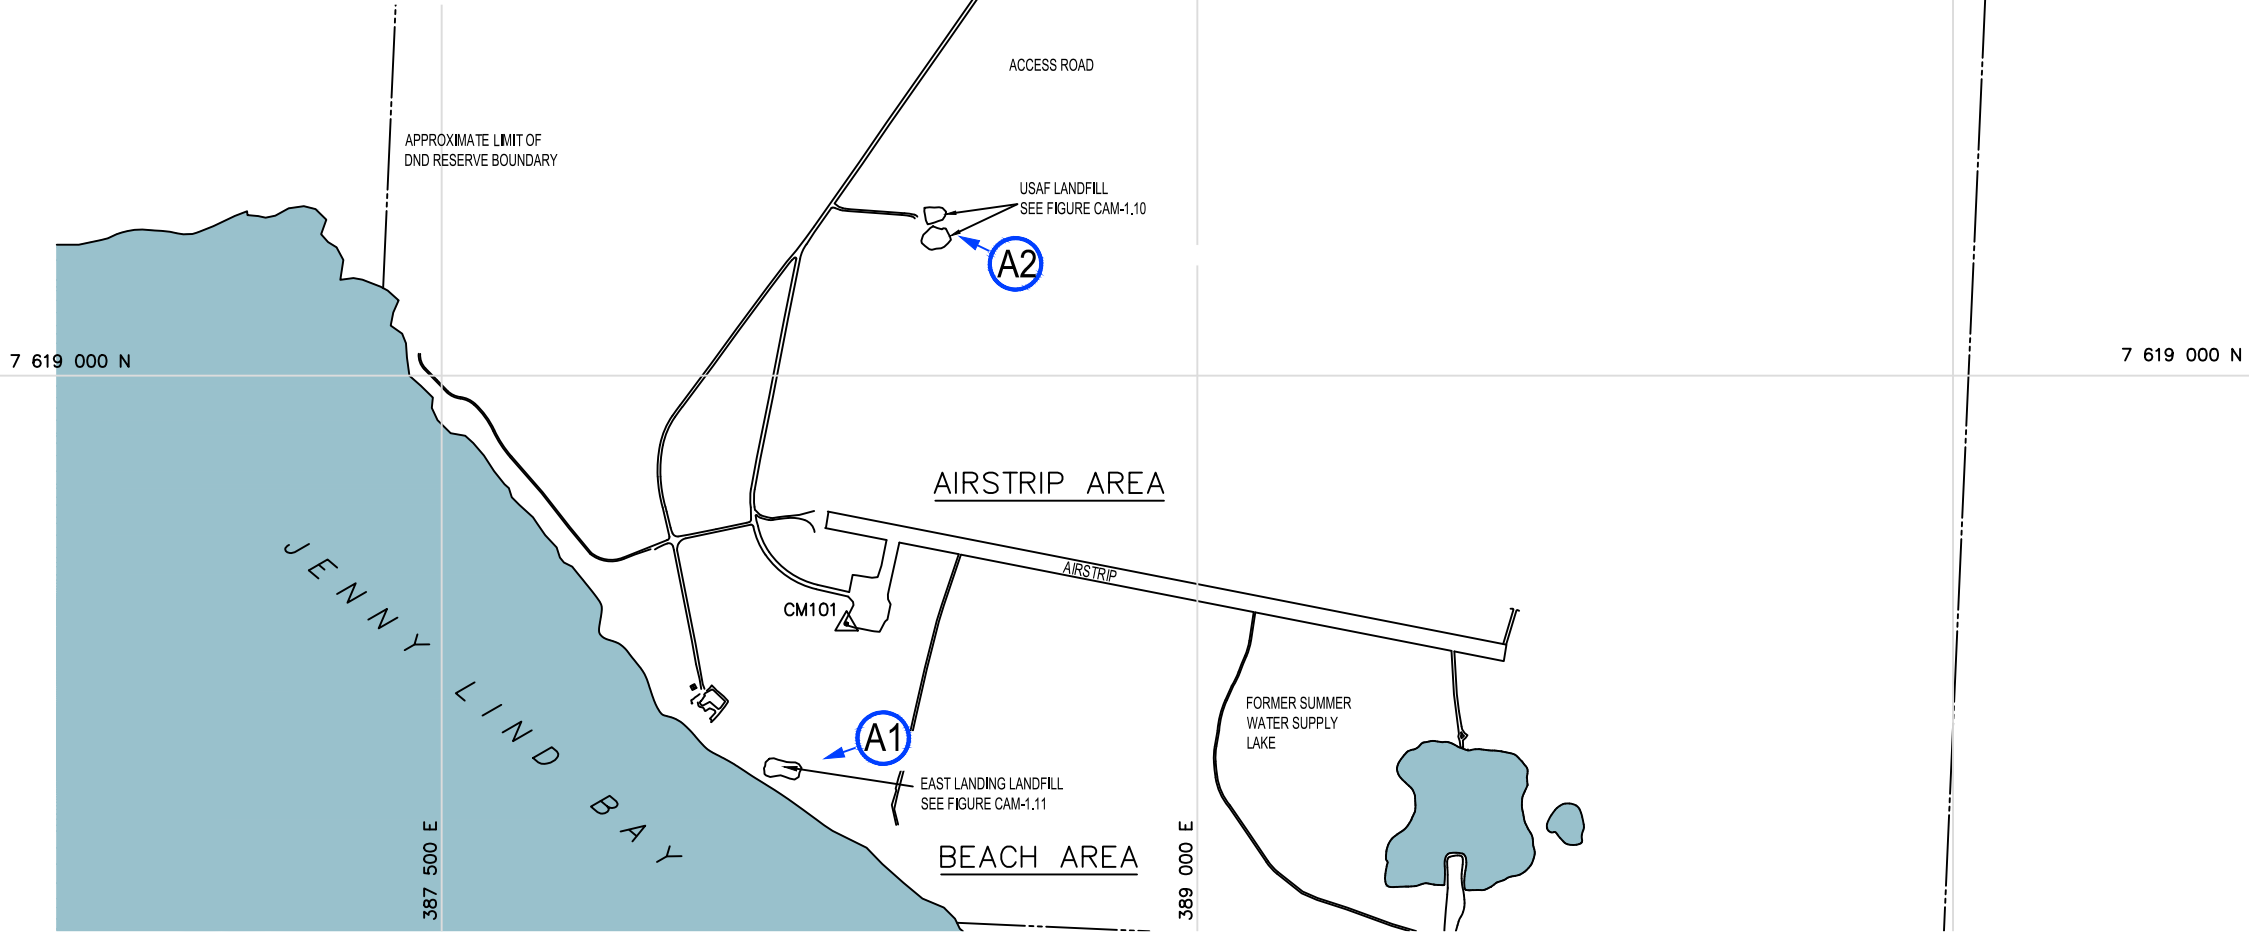 ACCESS ROAD
APPROXIMATE LIMIT OF
DND RESERVE BOUNDARY
USAF LANDFILL
SEE FIGURE CAM-1.10
A2
7 619 000 N
7 619 000 N
AIRSTRIP AREA
AIRSTRIP
CM101
JENNY LIND BAY
FORMER SUMMER
WATER SUPPLY
LAKE
A1
EAST LANDING LANDFILL
SEE FIGURE CAM-1.11
BEACH AREA
387 500 E
389 000 E